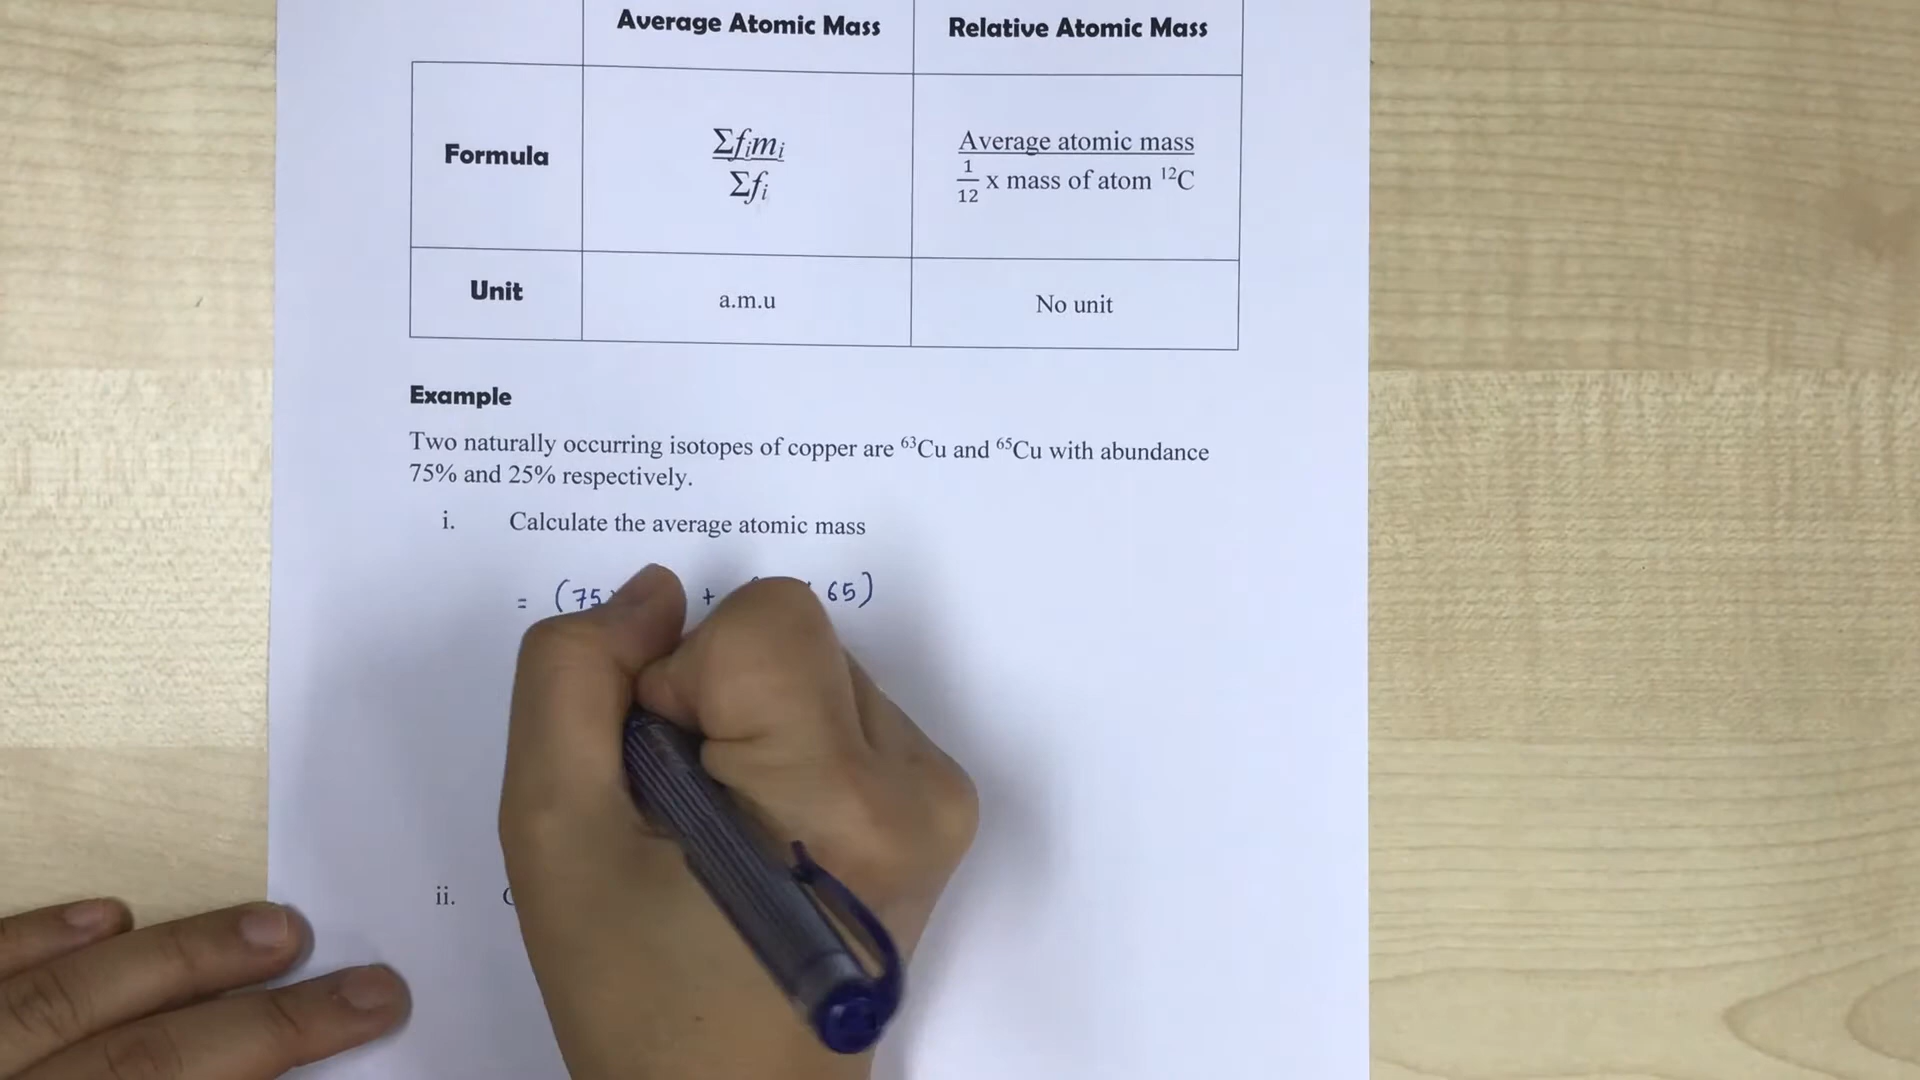 Average Atomic Mass Relative Atomic Mass
Formula
Σfᵢmᵢ
Σfᵢ
Average atomic mass
1/12 x mass of atom ¹²C
Unit a.m.u No unit
Example
Two naturally occurring isotopes of copper are ⁶³Cu and ⁶⁵Cu with abundance
75% and 25% respectively.
i. Calculate the average atomic mass
= (75 + 65)
ii.